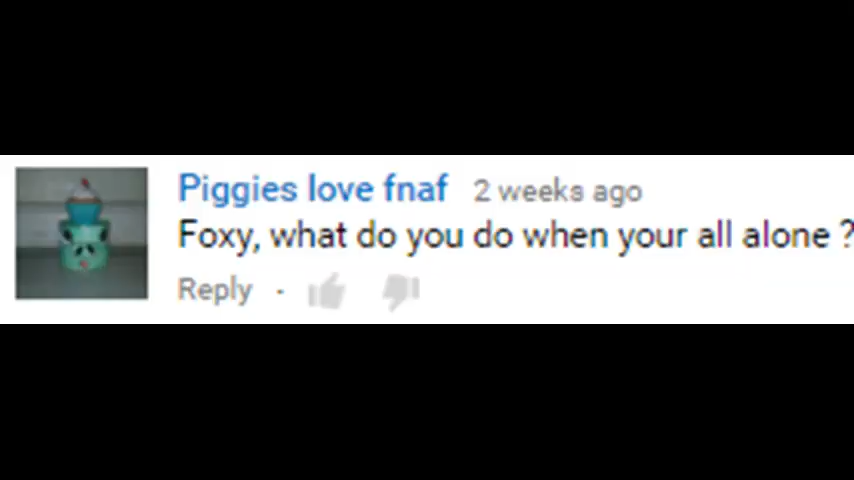 Piggies love fnaf 2 weeks ago
Foxy, what do you do when your all alone ?
Reply -